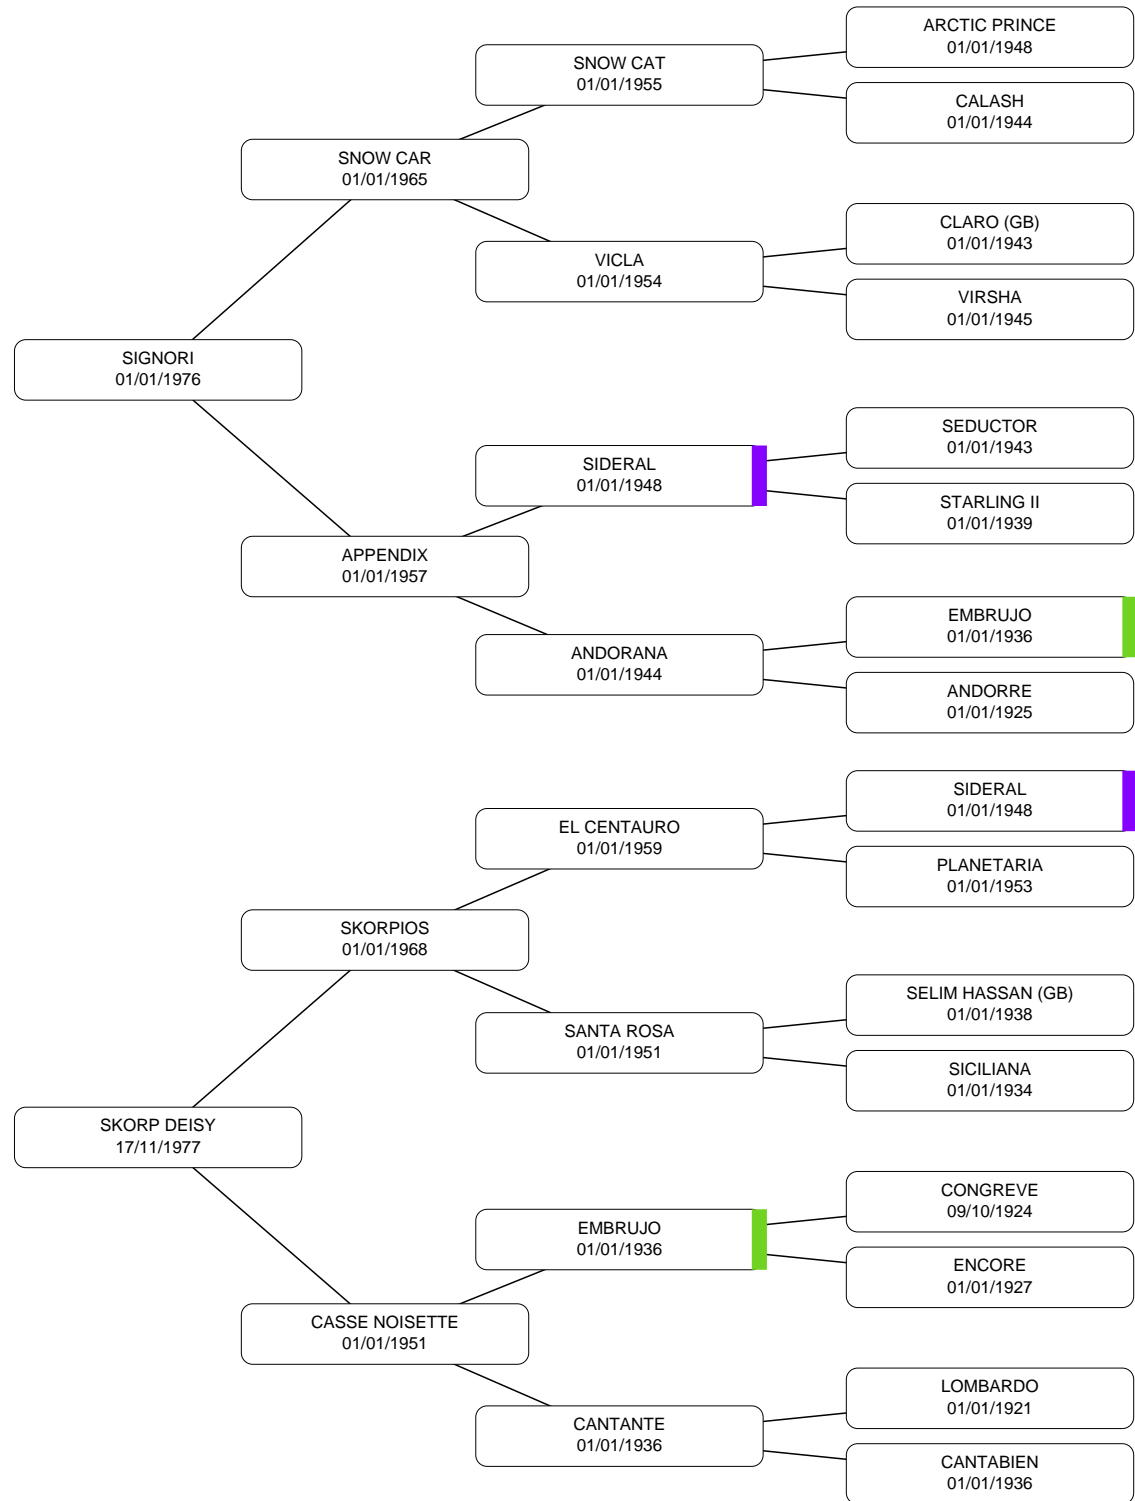 ARCTIC PRINCE
01/01/1948
SNOW CAT
01/01/1955
CALASH
01/01/1944
SNOW CAR
01/01/1965
CLARO (GB)
01/01/1943
VICLA
01/01/1954
VIRSHA
01/01/1945
SIGNORI
01/01/1976
SEDUCTOR
01/01/1943
SIDERAL
01/01/1948
STARLING II
01/01/1939
APPENDIX
01/01/1957
EMBRUJO
01/01/1936
ANDORANA
01/01/1944
ANDORRE
01/01/1925
SIDERAL
01/01/1948
EL CENTAURO
01/01/1959
PLANETARIA
01/01/1953
SKORPIOS
01/01/1968
SELIM HASSAN (GB)
01/01/1938
SANTA ROSA
01/01/1951
SICILIANA
01/01/1934
SKORP DEISY
17/11/1977
CONGREVE
09/10/1924
EMBRUJO
01/01/1936
ENCORE
01/01/1927
CASSE NOISETTE
01/01/1951
LOMBARDO
01/01/1921
CANTANTE
01/01/1936
CANTABIEN
01/01/1936